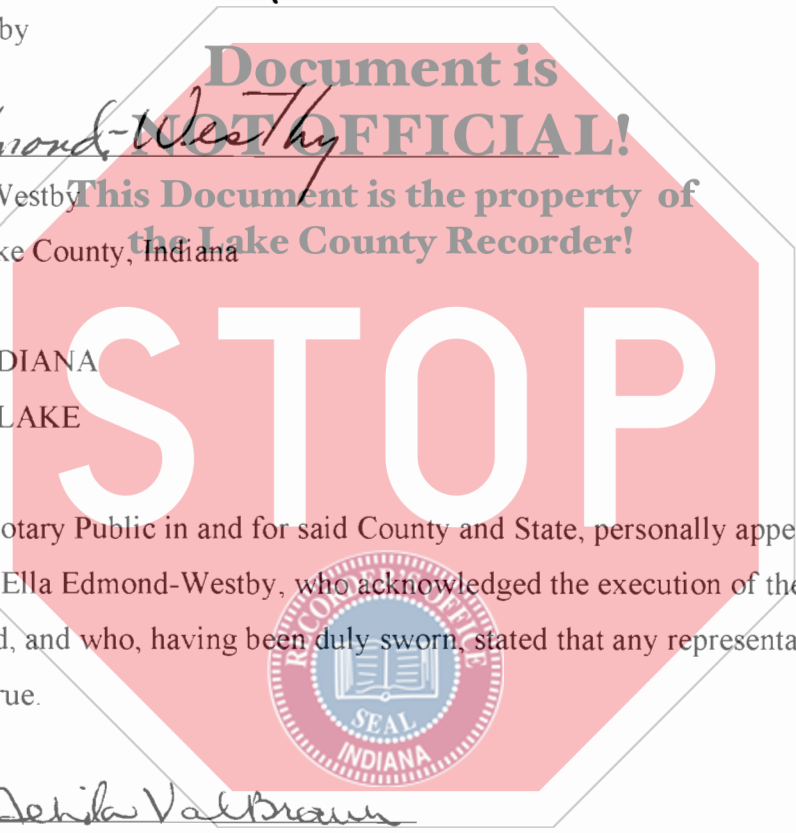 by
Document is
NOT OFFICIAL!
mond-Westby
Westby
This Document is the property of
ke County, Indiana
the Lake County Recorder!
DIANA
LAKE
STOP
otary Public in and for said County and State, personally appe
Ella Edmond-Westby, who acknowledged the execution of the
d, and who, having been duly sworn, stated that any representa
rue.
RECORDER OFFICE
SEAL
INDIANA